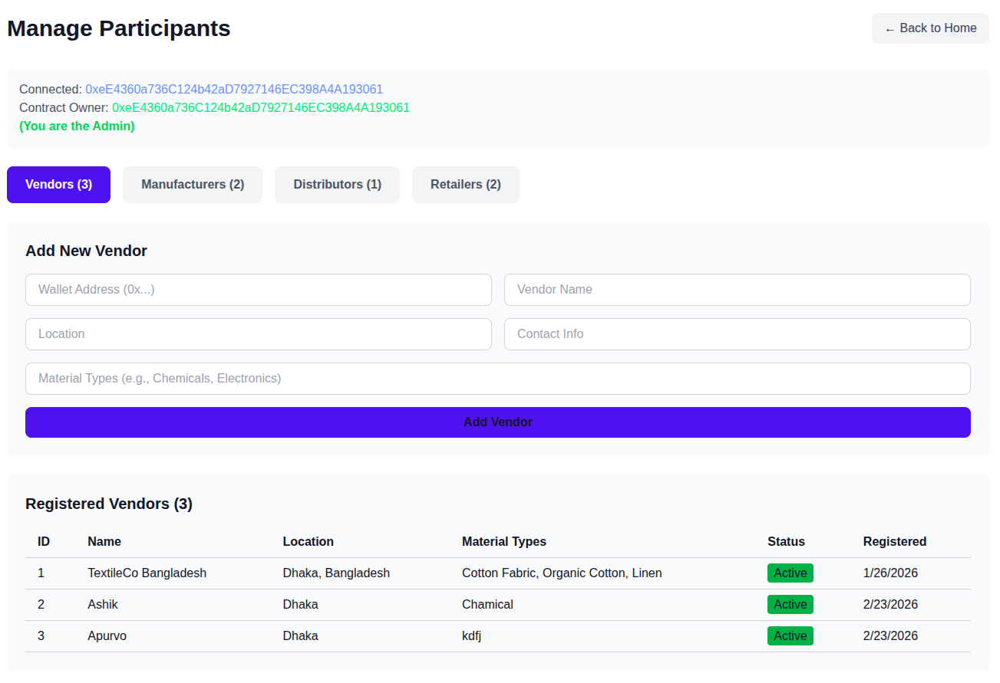 Manage Participants
← Back to Home
Connected: 0xeE4360a736C124b42aD7927146EC398A4A193061
Contract Owner: 0xeE4360a736C124b42aD7927146EC398A4A193061
(You are the Admin)
Vendors (3) Manufacturers (2) Distributors (1) Retailers (2)
Add New Vendor
Wallet Address (0x...) Vendor Name
Location Contact Info
Material Types (e.g., Chemicals, Electronics)
Add Vendor
Registered Vendors (3)
ID Name Location Material Types Status Registered
1 TextileCo Bangladesh Dhaka, Bangladesh Cotton Fabric, Organic Cotton, Linen Active 1/26/2026
2 Ashik Dhaka Chamical Active 2/23/2026
3 Apurvo Dhaka kdfj Active 2/23/2026